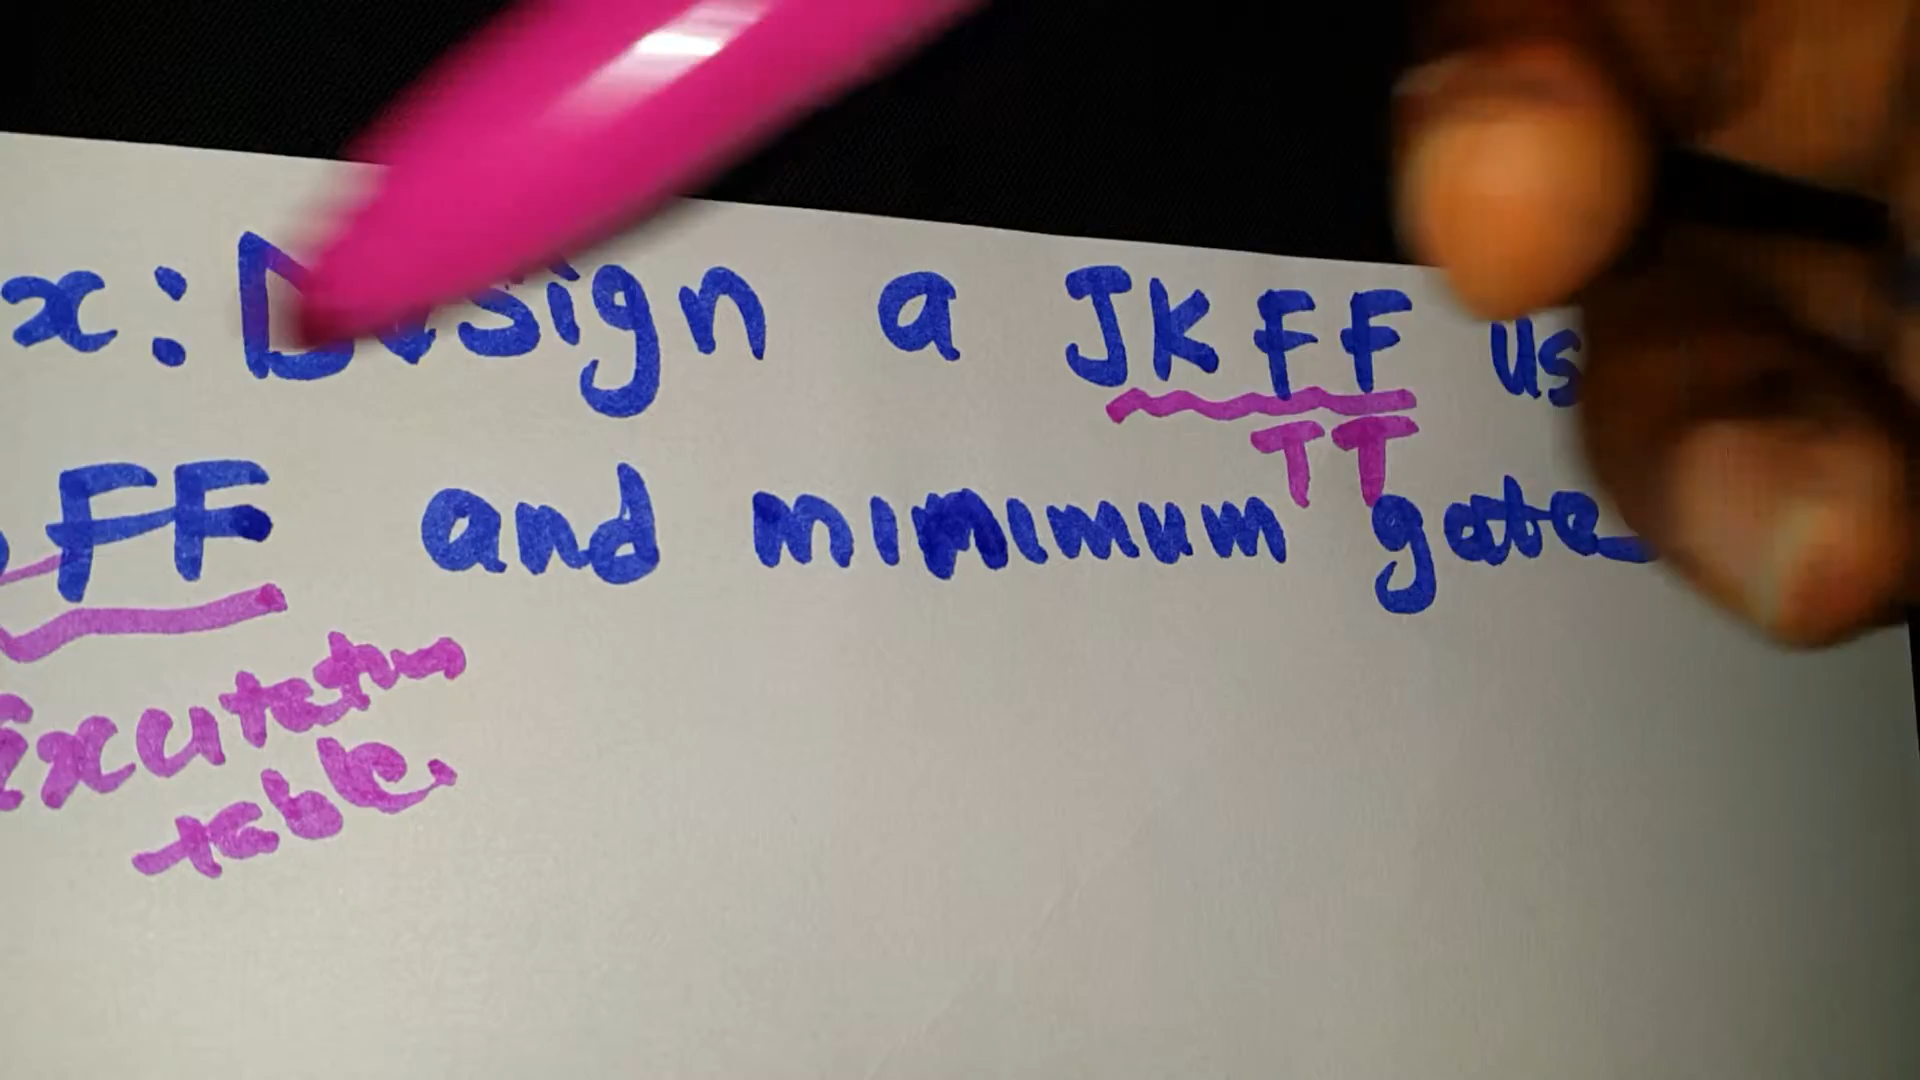 x: Design a JKFF us
FF and minimum gate
TT
Excitation
table